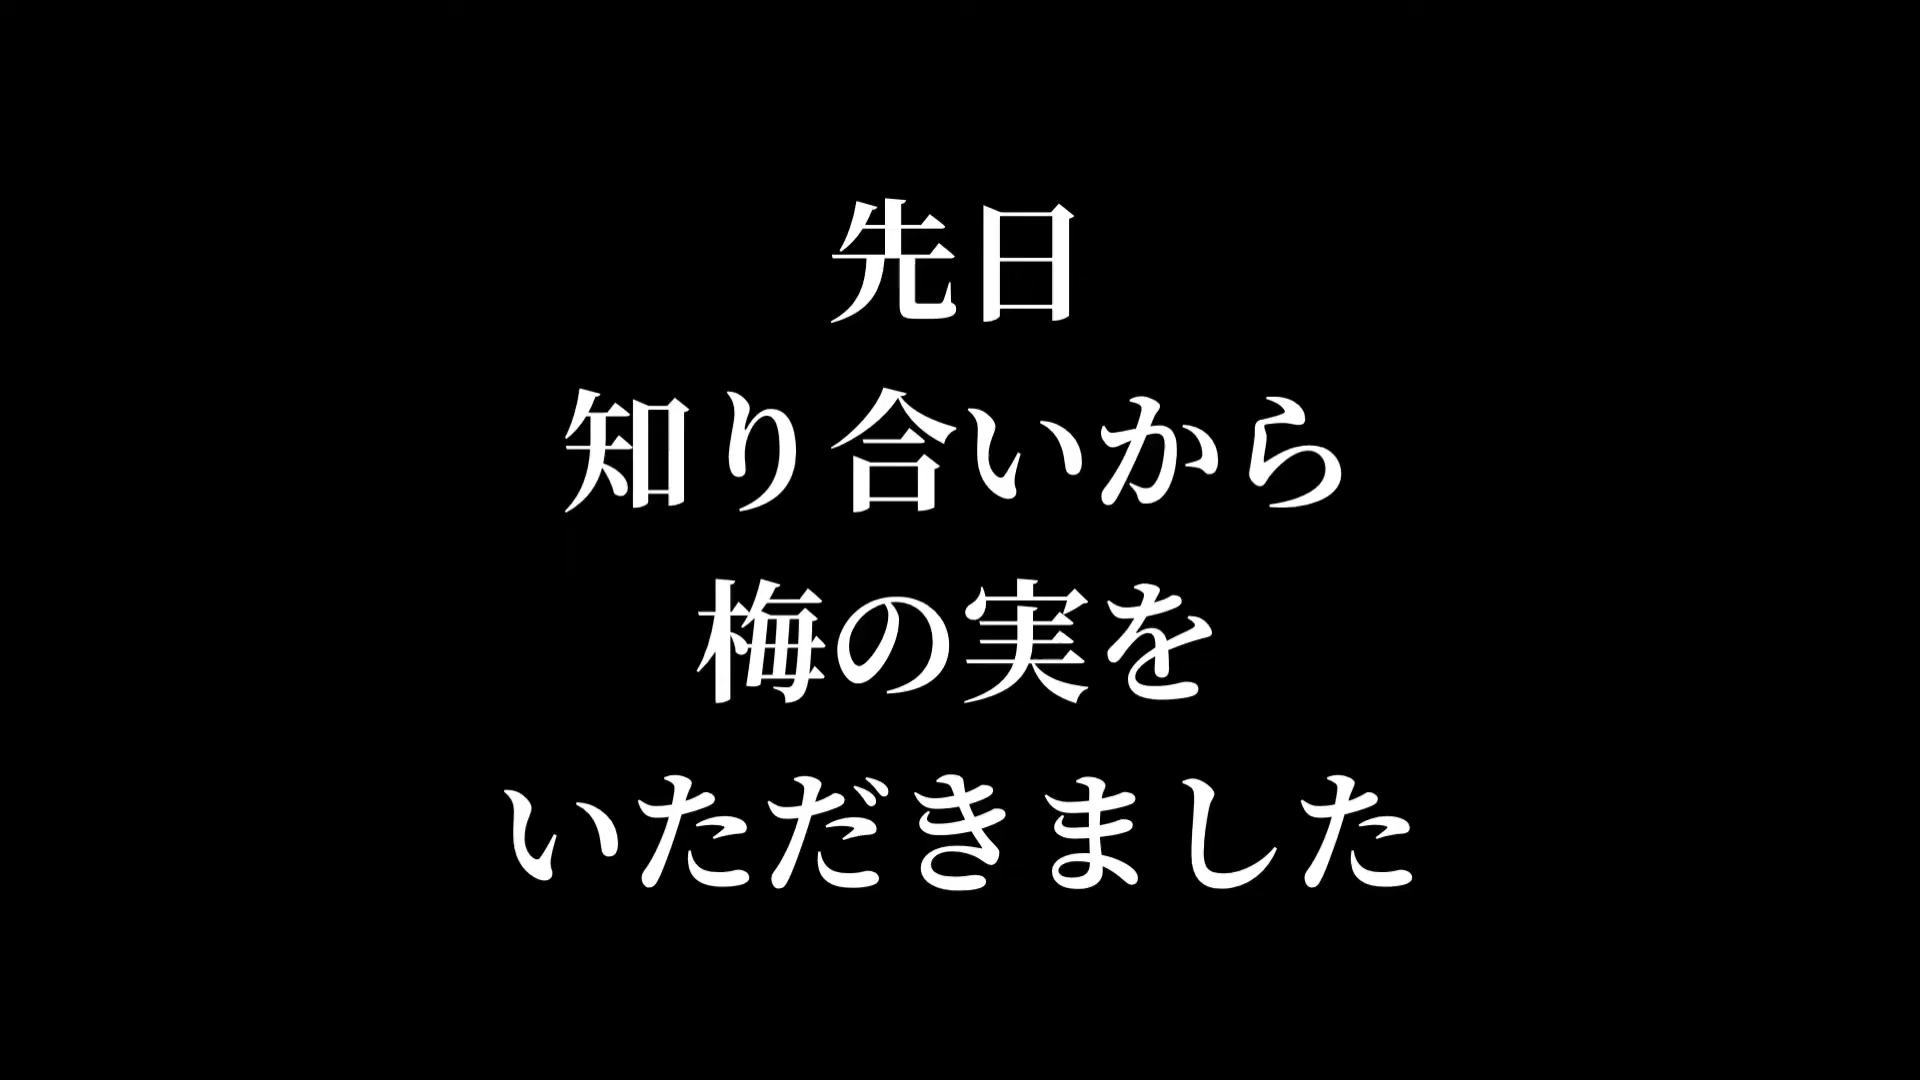 先日
知り合いから
梅の実を
いただきました